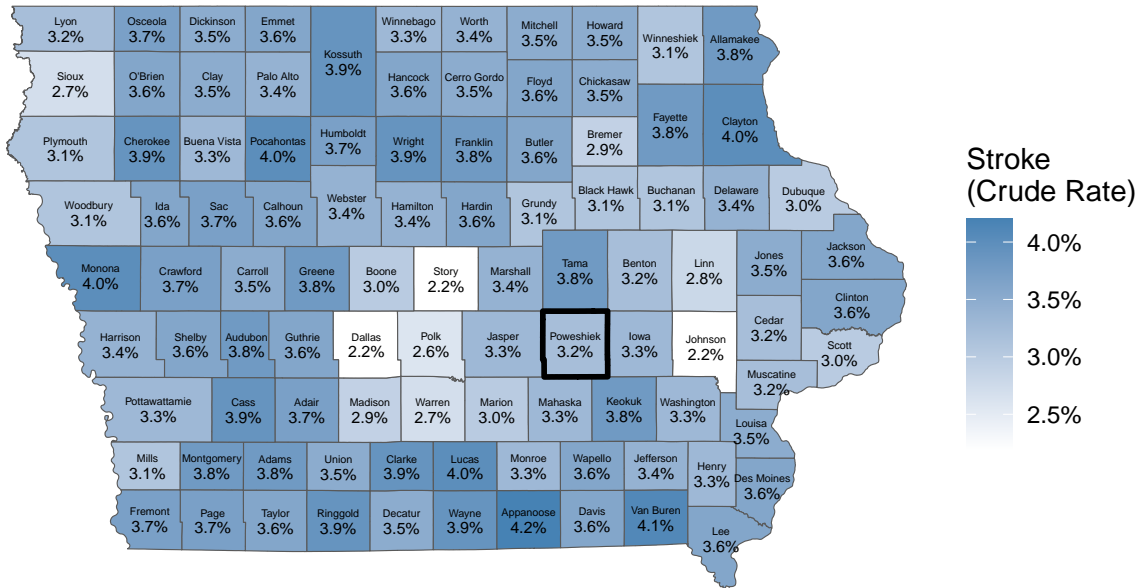 Lyon
3.2%
Osceola
3.7%
Dickinson
3.5%
Emmet
3.6%
Kossuth
3.9%
Winnebago
3.3%
Worth
3.4%
Mitchell
3.5%
Howard
3.5%
Winneshiek
3.1%
Allamakee
3.8%
Sioux
2.7%
O'Brien
3.6%
Clay
3.5%
Palo Alto
3.4%
Hancock
3.6%
Cerro Gordo
3.5%
Floyd
3.6%
Chickasaw
3.5%
Fayette
3.8%
Clayton
4.0%
Plymouth
3.1%
Cherokee
3.9%
Buena Vista
3.3%
Pocahontas
4.0%
Humboldt
3.7%
Wright
3.9%
Franklin
3.8%
Butler
3.6%
Bremer
2.9%
Woodbury
3.1%
Ida
3.6%
Sac
3.7%
Calhoun
3.6%
Webster
3.4%
Hamilton
3.4%
Hardin
3.6%
Grundy
3.1%
Black Hawk
3.1%
Buchanan
3.1%
Delaware
3.4%
Dubuque
3.0%
Monona
4.0%
Crawford
3.7%
Carroll
3.5%
Greene
3.8%
Boone
3.0%
Story
2.2%
Marshall
3.4%
Tama
3.8%
Benton
3.2%
Linn
2.8%
Jones
3.5%
Jackson
3.6%
Clinton
3.6%
Harrison
3.4%
Shelby
3.6%
Audubon
3.8%
Guthrie
3.6%
Dallas
2.2%
Polk
2.6%
Jasper
3.3%
Poweshiek
3.2%
Iowa
3.3%
Johnson
2.2%
Cedar
3.2%
Scott
3.0%
Muscatine
3.2%
Pottawattamie
3.3%
Cass
3.9%
Adair
3.7%
Madison
2.9%
Warren
2.7%
Marion
3.0%
Mahaska
3.3%
Keokuk
3.8%
Washington
3.3%
Louisa
3.5%
Mills
3.1%
Montgomery
3.8%
Adams
3.8%
Union
3.5%
Clarke
3.9%
Lucas
4.0%
Monroe
3.3%
Wapello
3.6%
Jefferson
3.4%
Henry
3.3%
Des Moines
3.6%
Fremont
3.7%
Page
3.7%
Taylor
3.6%
Ringgold
3.9%
Decatur
3.5%
Wayne
3.9%
Appanoose
4.2%
Davis
3.6%
Van Buren
4.1%
Lee
3.6%
Stroke
(Crude Rate)
4.0%
3.5%
3.0%
2.5%